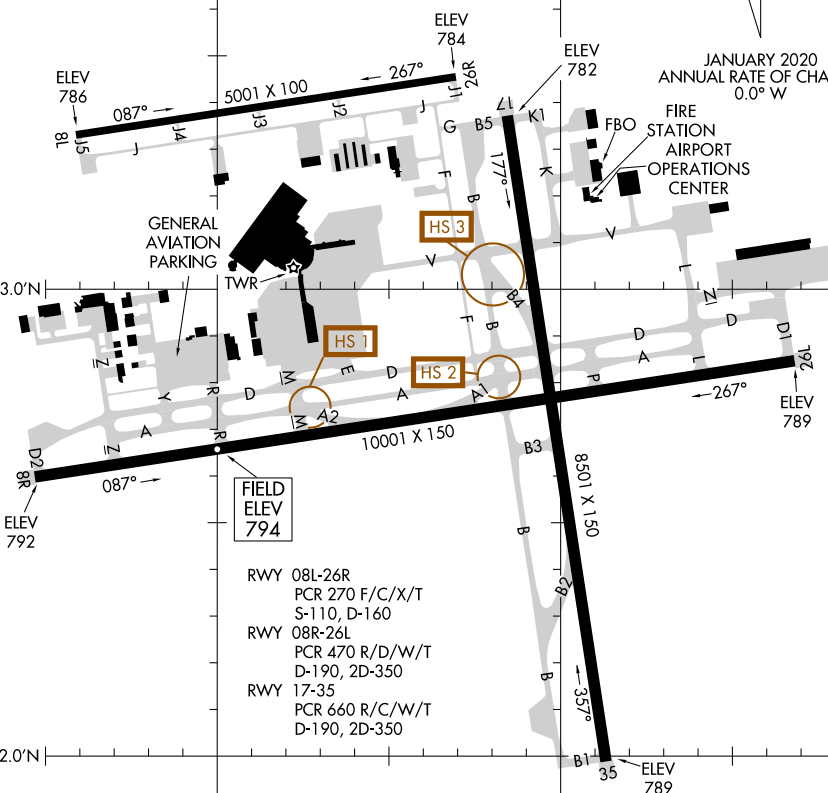 ELEV
784
JANUARY 2020
ANNUAL RATE OF CHA
0.0° W
ELEV
782
ELEV
786
087°
5001 X 100
267°
26R
8L
J5
J4
J3
J2
J1
J
J
G
B5
17
K1
177°
K
F
B
FBO
FIRE
STATION
AIRPORT
OPERATIONS
CENTER
GENERAL
AVIATION
PARKING
TWR
HS 3
V
V
B4
3.0'N
L
Z1
D
D
D1
26L
HS 1
HS 2
F
B
Z
Y
R
D
M
E
D
A
A1
P
A
L
267°
ELEV
789
D2
A
Z
R
M
A2
10001 X 150
8R
087°
ELEV
792
FIELD
ELEV
794
B3
8501 X 150
B
B2
B
357°
B1
35
ELEV
789
2.0'N
RWY 08L-26R
PCR 270 F/C/X/T
S-110, D-160
RWY 08R-26L
PCR 470 R/D/W/T
D-190, 2D-350
RWY 17-35
PCR 660 R/C/W/T
D-190, 2D-350